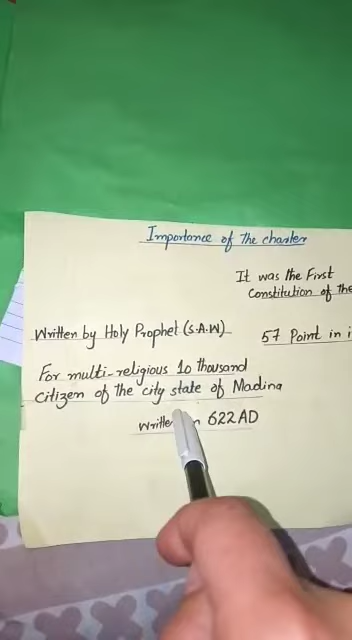 Importance of the charter
It was the First
Constitution of the
Written by Holy Prophet (S.A.W)
57 Point in i
For multi-religious 10 thousand
citizen of the city state of Madina
Writte n 622 AD